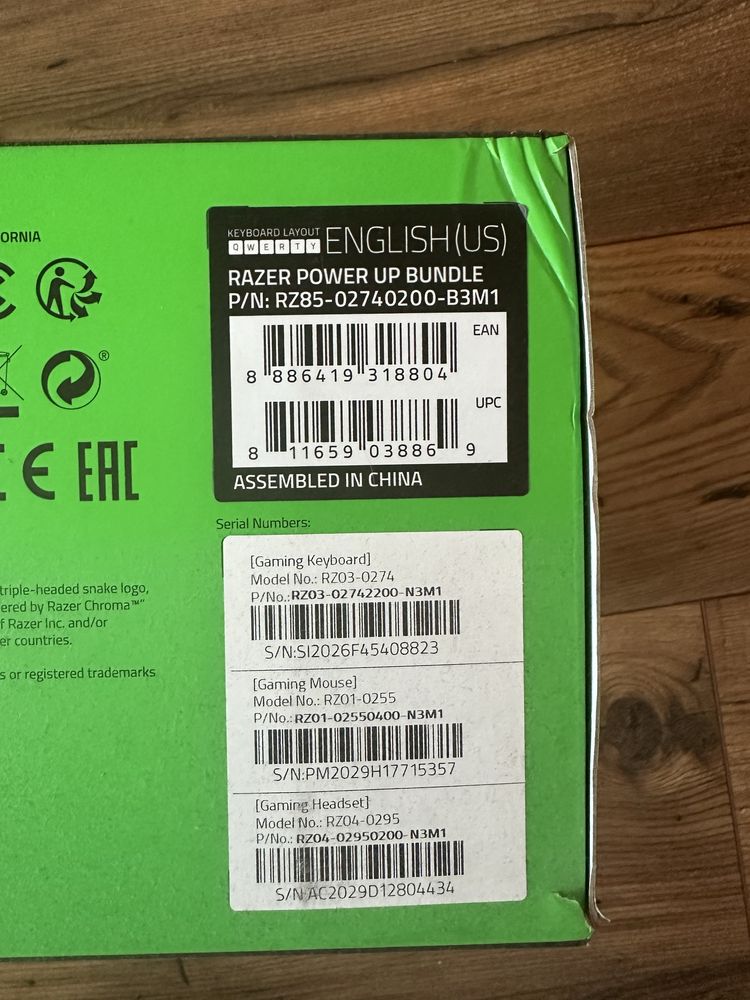 ORNIA
CE
EAC
triple-headed snake logo,
ered by Razer Chroma™
f Razer Inc. and/or
er countries.
s or registered trademarks
KEYBOARD LAYOUT
QWERTY
ENGLISH(US)
RAZER POWER UP BUNDLE
P/N: RZ85-02740200-B3M1
EAN
8 886419 318804
UPC
8 11659 03886 9
ASSEMBLED IN CHINA
Serial Numbers:
[Gaming Keyboard]
Model No.: RZ03-0274
P/No.:RZ03-02742200-N3M1
S/N:SI2026F45408823
[Gaming Mouse]
Model No.: RZ01-0255
P/No.:RZ01-02550400-N3M1
S/N:PM2029H17715357
[Gaming Headset]
Model No.: RZ04-0295
P/No.: RZ04-02950200-N3M1
S/N:AC2029D12804434